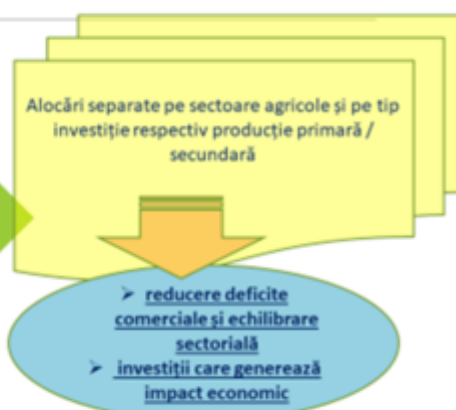 Alocări separate pe sectoare agricole și pe tip
investiție respectiv producție primară /
secundară
➤ reducere deficite
comerciale și echilibrare
sectorială
➤ investiții care generează
impact economic